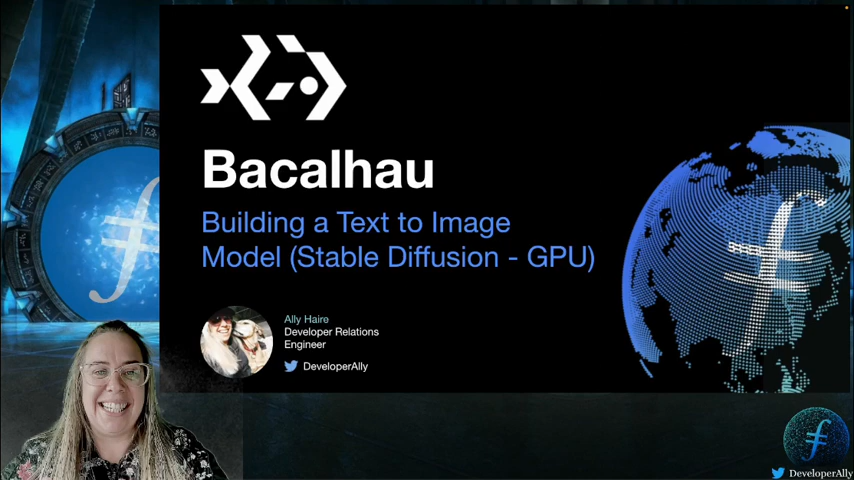 Bacalhau
Building a Text to Image
Model (Stable Diffusion - GPU)
Ally Haire
Developer Relations
Engineer
DeveloperAlly
DeveloperAlly